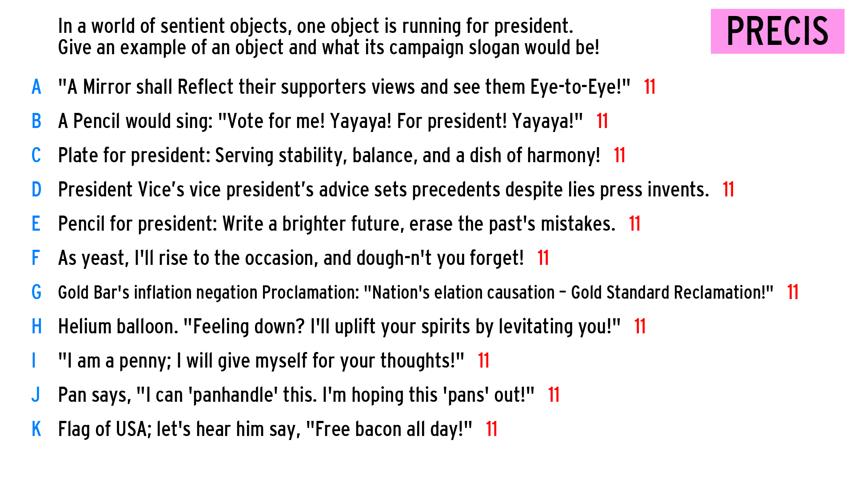 In a world of sentient objects, one object is running for president.
Give an example of an object and what its campaign slogan would be!
PRECIS
A "A Mirror shall Reflect their supporters views and see them Eye-to-Eye!" 11
B A Pencil would sing: "Vote for me! Yayaya! For president! Yayaya!" 11
C Plate for president: Serving stability, balance, and a dish of harmony! 11
D President Vice's vice president's advice sets precedents despite lies press invents. 11
E Pencil for president: Write a brighter future, erase the past's mistakes. 11
F As yeast, I'll rise to the occasion, and dough-n't you forget! 11
G Gold Bar's inflation negation Proclamation: "Nation's elation causation – Gold Standard Reclamation!" 11
H Helium balloon. "Feeling down? I'll uplift your spirits by levitating you!" 11
I "I am a penny; I will give myself for your thoughts!" 11
J Pan says, "I can 'panhandle' this. I'm hoping this 'pans' out!" 11
K Flag of USA; let's hear him say, "Free bacon all day!" 11